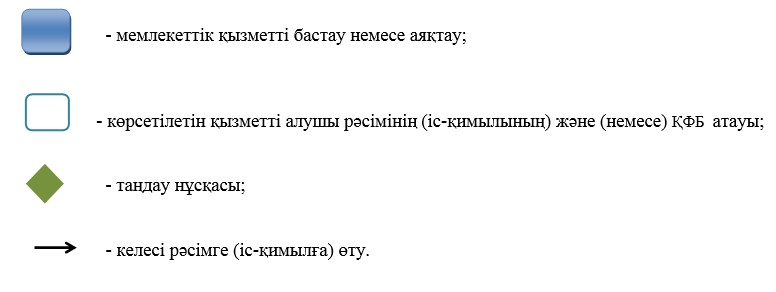 - мемлекеттік қызметті бастау немесе аяқтау;
- көрсетілетін қызметті алушы рәсімінің (іс-қимылының) және (немесе) ҚФБ атауы;
- таңдау нұсқасы;
- келесі рәсімге (іс-қимылға) өту.